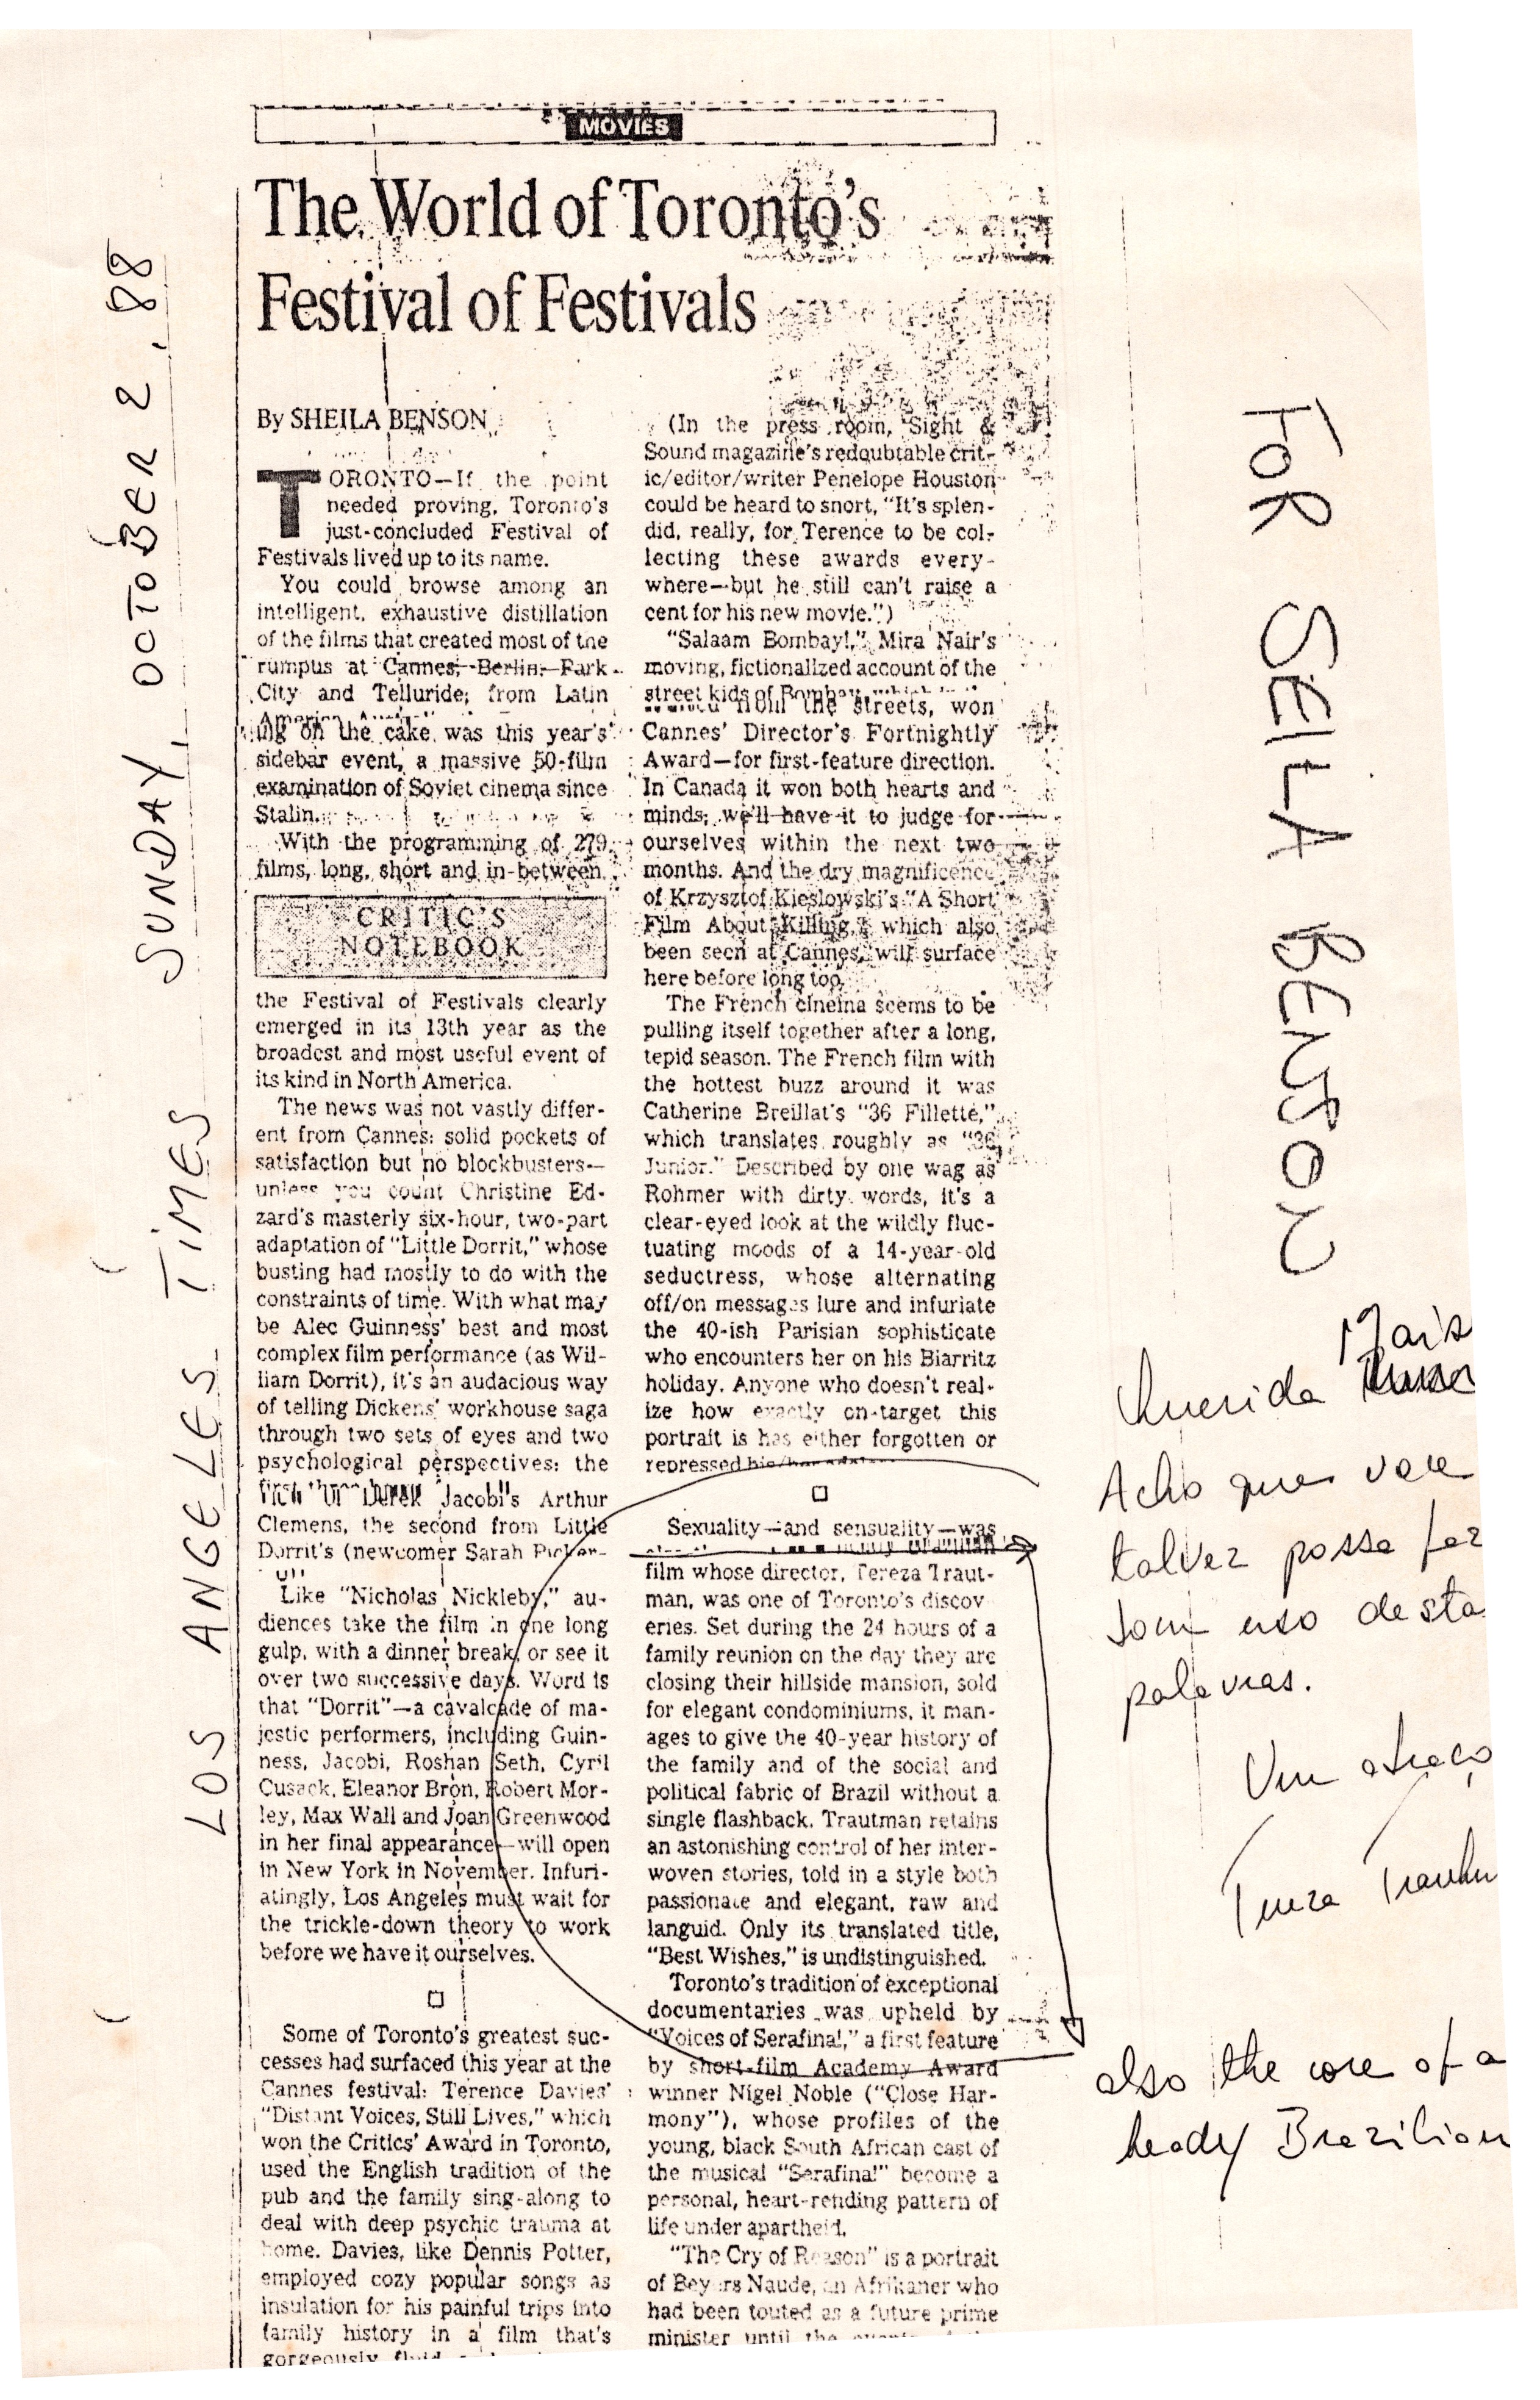 MOVIES
The World of Toronto's
Festival of Festivals
By SHEILA BENSON
TORONTO—If the point
needed proving, Toronto's
just-concluded Festival of
Festivals lived up to its name.
You could browse among an
intelligent, exhaustive distillation
of the films that created most of the
rumpus at Cannes, Berlin, Park
City and Telluride; from Latin
ing on the cake was this year's
sidebar event, a massive 50-film
examination of Soviet cinema since
Stalin.
With the programming of 279
films, long, short and in-between,
CRITIC'S
NOTEBOOK
the Festival of Festivals clearly
emerged in its 13th year as the
broadest and most useful event of
its kind in North America.
The news was not vastly differ-
ent from Cannes: solid pockets of
satisfaction but no blockbusters—
unless you count Christine Ed-
zard's masterly six-hour, two-part
adaptation of "Little Dorrit," whose
busting had mostly to do with the
constraints of time. With what may
be Alec Guinness' best and most
complex film performance (as Wil-
liam Dorrit), it's an audacious way
of telling Dickens' workhouse saga
through two sets of eyes and two
psychological perspectives: the
Derek Jacobi's Arthur
Clemens, the second from Little
Dorrit's (newcomer Sarah Picker-
Like "Nicholas Nickleby," au-
diences take the film in one long
gulp, with a dinner break, or see it
over two successive days. Word is
that "Dorrit"—a cavalcade of ma-
jestic performers, including Guin-
ness, Jacobi, Roshan Seth, Cyril
Cusack, Eleanor Bron, Robert Mor-
ley, Max Wall and Joan Greenwood
in her final appearance—will open
in New York in November. Infuri-
atingly, Los Angeles must wait for
the trickle-down theory to work
before we have it ourselves.
Some of Toronto's greatest suc-
cesses had surfaced this year at the
Cannes festival: Terence Davies'
"Distant Voices, Still Lives," which
won the Critics' Award in Toronto,
used the English tradition of the
pub and the family sing-along to
deal with deep psychic trauma at
home. Davies, like Dennis Potter,
employed cozy popular songs as
insulation for his painful trips into
family history in a film that's
gorgeously fluid
(In the press room, Sight &
Sound magazine's redoubtable crit-
ic/editor/writer Penelope Houston
could be heard to snort, "It's splen-
did, really, for Terence to be col-
lecting these awards every-
where—but he still can't raise a
cent for his new movie.")
"Salaam Bombay!," Mira Nair's
moving, fictionalized account of the
street kids of Bombay, which
from the streets, won
Cannes' Director's Fortnightly
Award—for first-feature direction.
In Canada it won both hearts and
minds; we'll have it to judge for
ourselves within the next two
months. And the dry magnificence
of Krzysztof Kieslowski's "A Short
Film About Killing," which also
been seen at Cannes, will surface
here before long too.
The French cinema seems to be
pulling itself together after a long,
tepid season. The French film with
the hottest buzz around it was
Catherine Breillat's "36 Fillette,"
which translates roughly as "36
Junior." Described by one wag as
Rohmer with dirty words, it's a
clear-eyed look at the wildly fluc-
tuating moods of a 14-year-old
seductress, whose alternating
off/on messages lure and infuriate
the 40-ish Parisian sophisticate
who encounters her on his Biarritz
holiday. Anyone who doesn't real-
ize how exactly on-target this
portrait is has either forgotten or
repressed his/her
Sexuality—and sensuality—was
film whose director, Tereza Traut-
man, was one of Toronto's discov
eries. Set during the 24 hours of a
family reunion on the day they are
closing their hillside mansion, sold
for elegant condominiums, it man-
ages to give the 40-year history of
the family and of the social and
political fabric of Brazil without a
single flashback. Trautman retains
an astonishing control of her inter-
woven stories, told in a style both
passionate and elegant, raw and
languid. Only its translated title,
"Best Wishes," is undistinguished.
Toronto's tradition of exceptional
documentaries was upheld by
"Voices of Serafina!," a first feature
by short-film Academy Award
winner Nigel Noble ("Close Har-
mony"), whose profiles of the
young, black South African cast of
the musical "Serafina!" become a
personal, heart-rending pattern of
life under apartheid.
"The Cry of Reason" is a portrait
of Beyers Naude, an Afrikaner who
had been touted as a future prime
minister until the
LOS ANGELES TIMES SUNDAY, OCTOBER 2, 88
FOR SEILA BENSON
Querida
Acho que
talvez possa
uso desta
palavras.
Um abraço
also the core of a
heady Brazilian